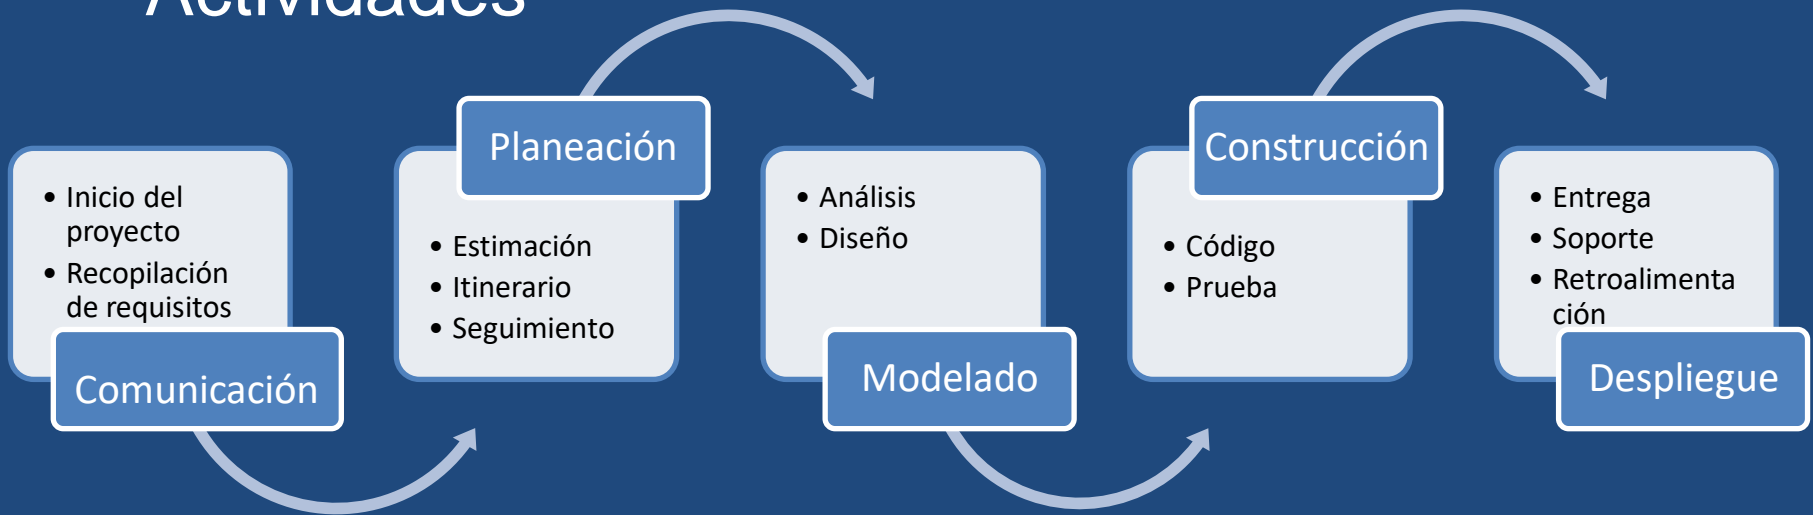 Actividades
• Inicio del
proyecto
• Recopilación
de requisitos
Comunicación
Planeación
• Estimación
• Itinerario
• Seguimiento
• Análisis
• Diseño
Modelado
Construcción
• Código
• Prueba
• Entrega
• Soporte
• Retroalimenta
ción
Despliegue